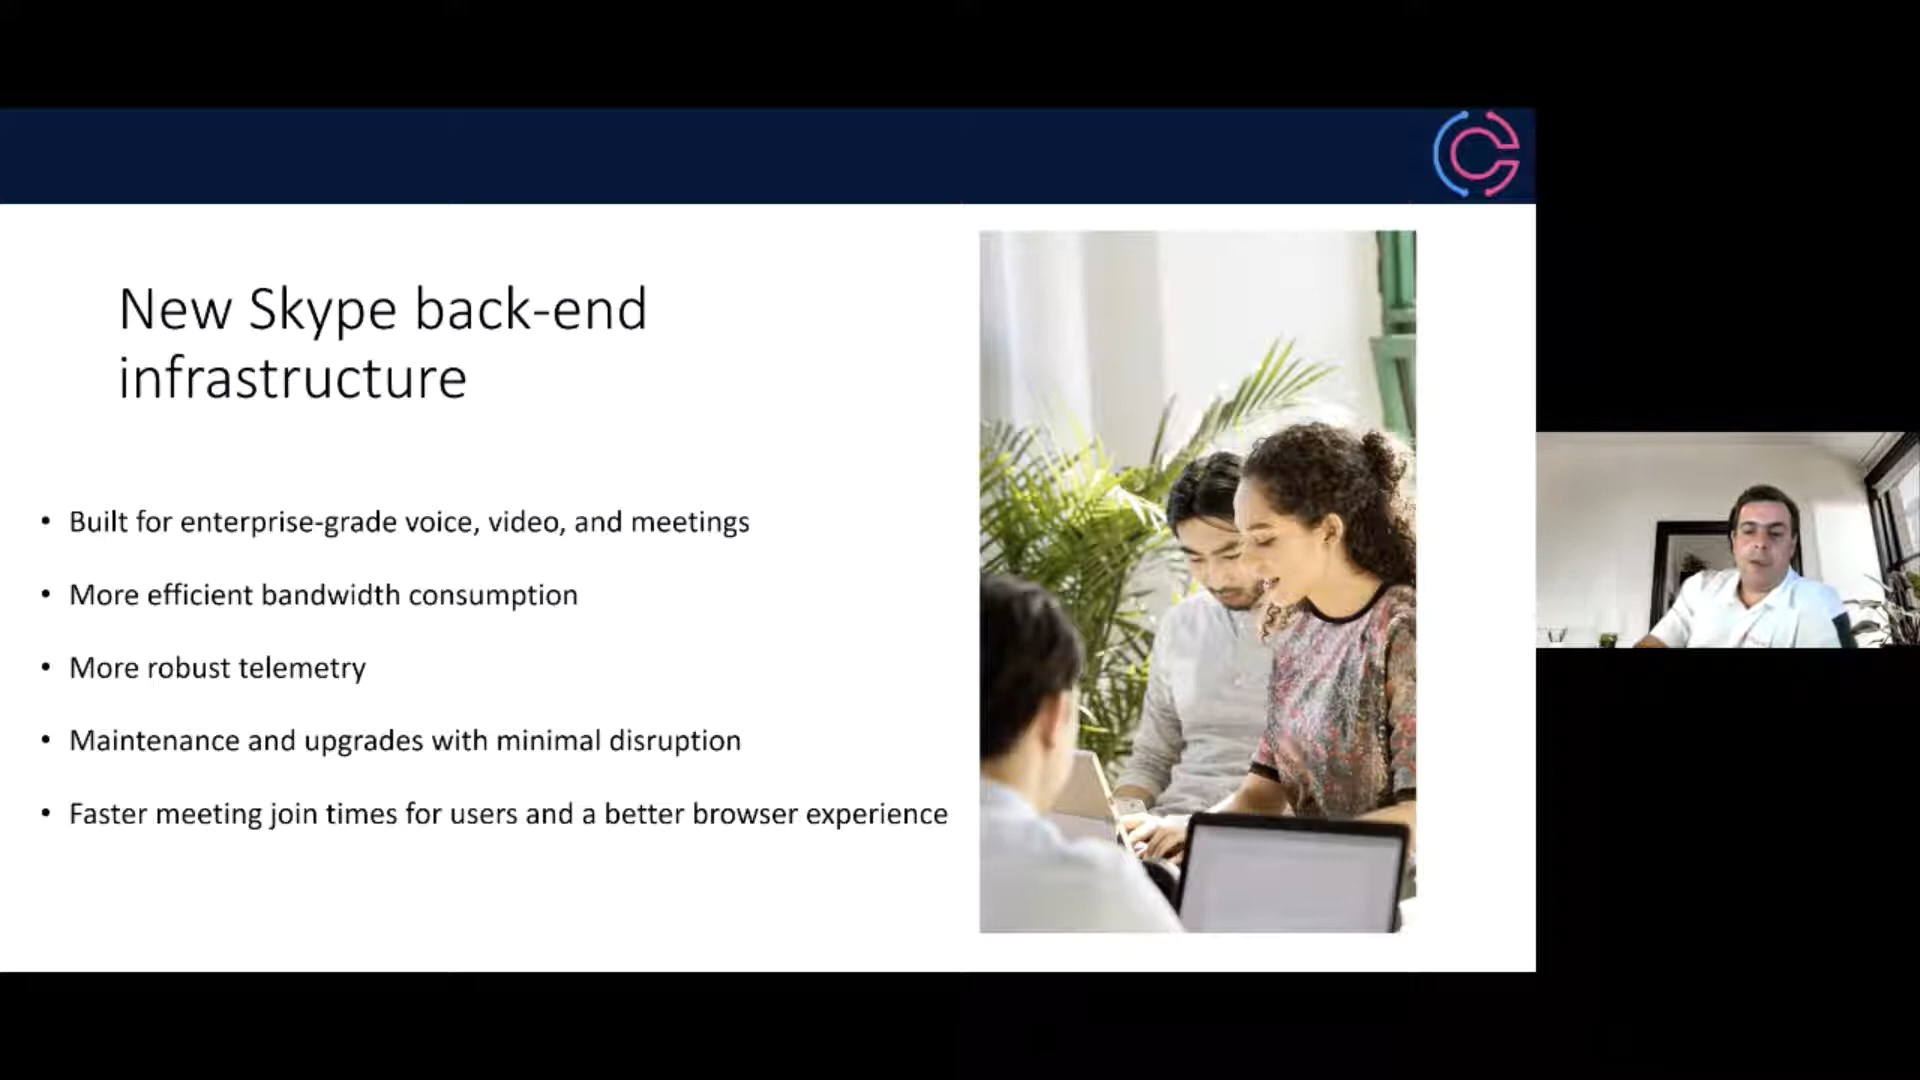 New Skype back-end
infrastructure
• Built for enterprise-grade voice, video, and meetings
• More efficient bandwidth consumption
• More robust telemetry
• Maintenance and upgrades with minimal disruption
• Faster meeting join times for users and a better browser experience